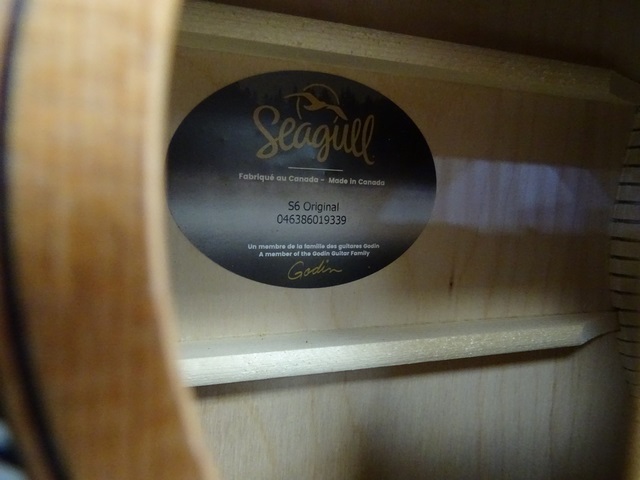 Seagull
Fabriqué au Canada - Made in Canada
S6 Original
046386019339
Un membre de la famille des guitares Godin
A member of the Godin Guitar Family
Godin